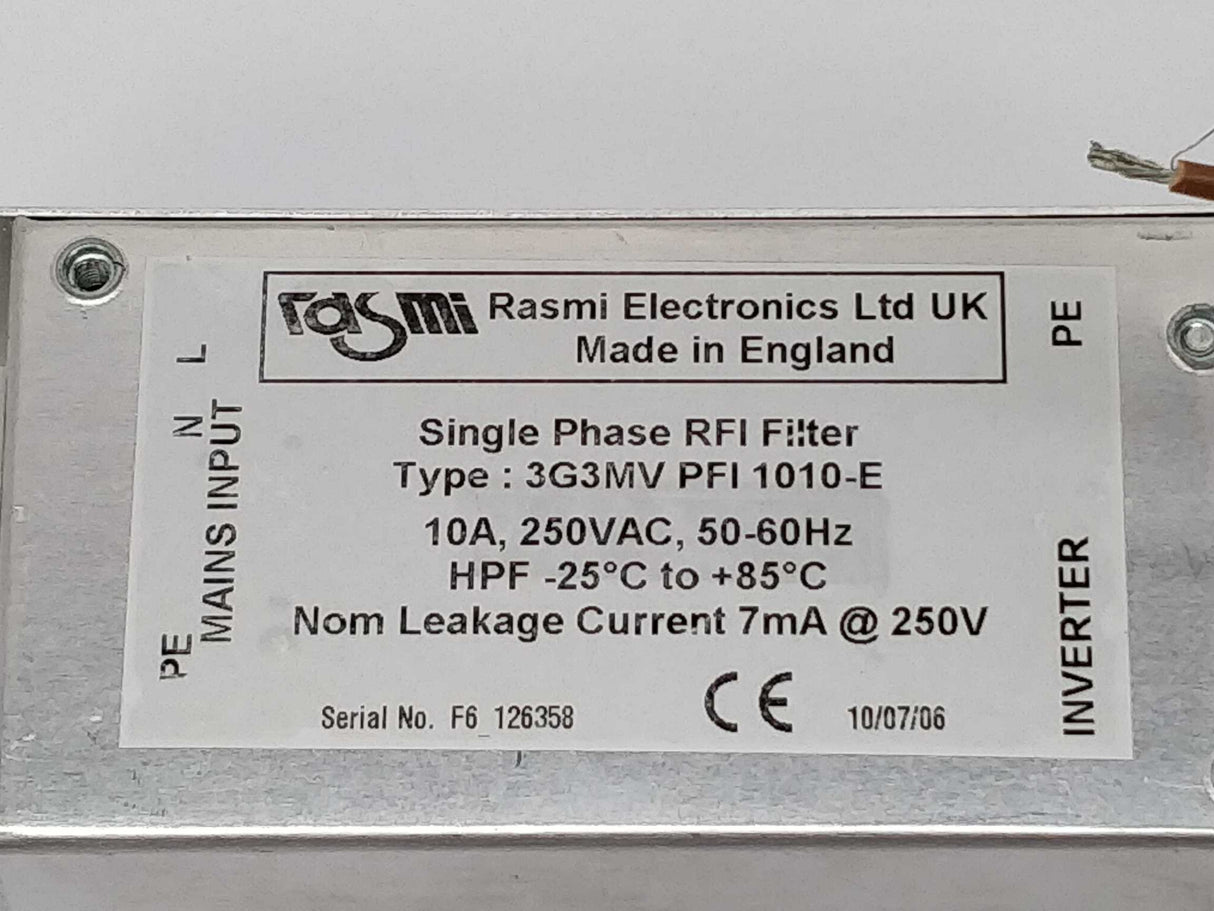 rasmi Rasmi Electronics Ltd UK
Made in England
L
N
PE
MAINS INPUT
Single Phase RFI Filter
Type : 3G3MV PFI 1010-E
10A, 250VAC, 50-60Hz
HPF -25°C to +85°C
Nom Leakage Current 7mA @ 250V
Serial No. F6_126358
CE
10/07/06
PE
INVERTER